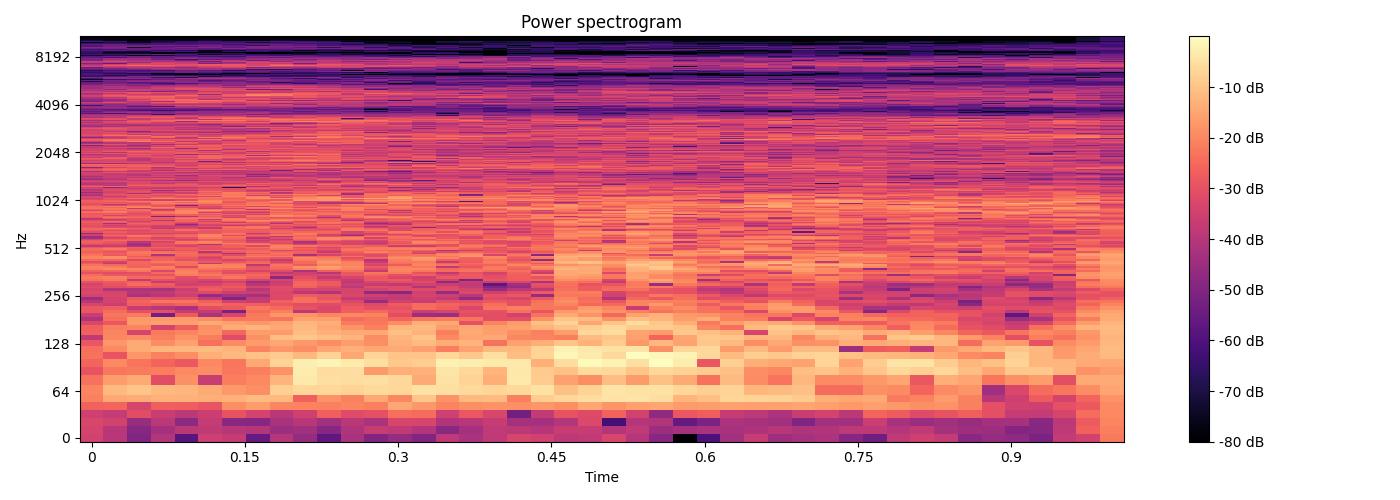 Power spectrogram
Hz
8192
4096
2048
1024
512
256
128
64
0
0 0.15 0.3 0.45 0.6 0.75 0.9
Time
-10 dB
-20 dB
-30 dB
-40 dB
-50 dB
-60 dB
-70 dB
-80 dB